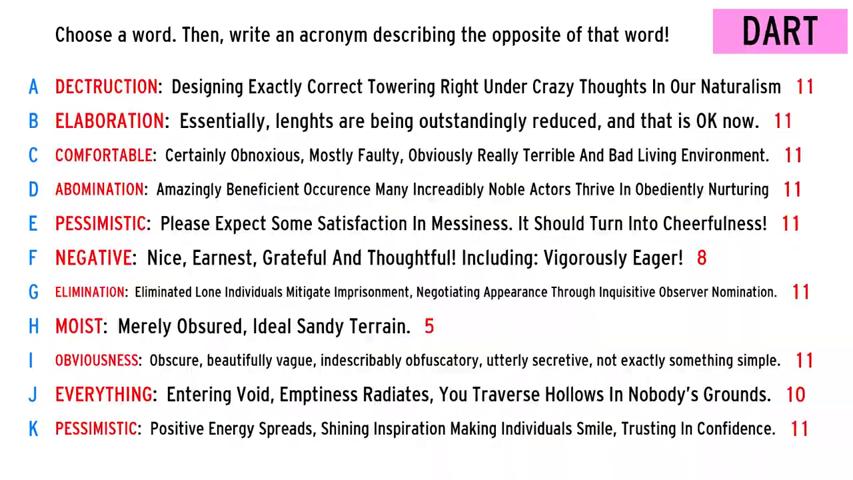 Choose a word. Then, write an acronym describing the opposite of that word!
DART
A DECTRUCTION: Designing Exactly Correct Towering Right Under Crazy Thoughts In Our Naturalism 11
B ELABORATION: Essentially, lenghts are being outstandingly reduced, and that is OK now. 11
C COMFORTABLE: Certainly Obnoxious, Mostly Faulty, Obviously Really Terrible And Bad Living Environment. 11
D ABOMINATION: Amazingly Beneficient Occurence Many Increadibly Noble Actors Thrive In Obediently Nurturing 11
E PESSIMISTIC: Please Expect Some Satisfaction In Messiness. It Should Turn Into Cheerfulness! 11
F NEGATIVE: Nice, Earnest, Grateful And Thoughtful! Including: Vigorously Eager! 8
G ELIMINATION: Eliminated Lone Individuals Mitigate Imprisonment, Negotiating Appearance Through Inquisitive Observer Nomination. 11
H MOIST: Merely Obsured, Ideal Sandy Terrain. 5
I OBVIOUSNESS: Obscure, beautifully vague, indescribably obfuscatory, utterly secretive, not exactly something simple. 11
J EVERYTHING: Entering Void, Emptiness Radiates, You Traverse Hollows In Nobody's Grounds. 10
K PESSIMISTIC: Positive Energy Spreads, Shining Inspiration Making Individuals Smile, Trusting In Confidence. 11